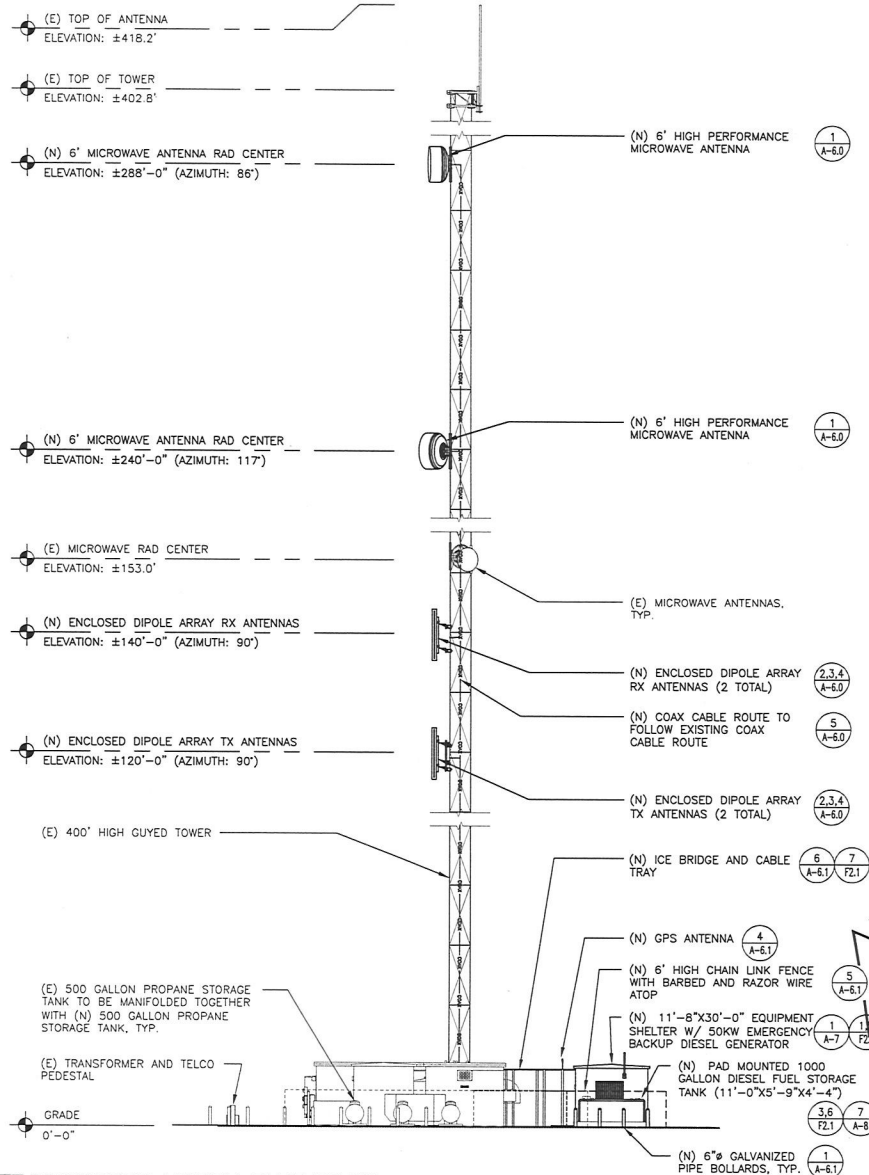 (E) TOP OF ANTENNA
ELEVATION: ±418.2'
(E) TOP OF TOWER
ELEVATION: ±402.8'
(N) 6' MICROWAVE ANTENNA RAD CENTER
ELEVATION: ±288'-0" (AZIMUTH: 86°)
(N) 6' MICROWAVE ANTENNA RAD CENTER
ELEVATION: ±240'-0" (AZIMUTH: 117°)
(E) MICROWAVE RAD CENTER
ELEVATION: ±153.0'
(N) ENCLOSED DIPOLE ARRAY RX ANTENNAS
ELEVATION: ±140'-0" (AZIMUTH: 90°)
(N) ENCLOSED DIPOLE ARRAY TX ANTENNAS
ELEVATION: ±120'-0" (AZIMUTH: 90°)
(E) 400' HIGH GUYED TOWER
(E) 500 GALLON PROPANE STORAGE
TANK TO BE MANIFOLDED TOGETHER
WITH (N) 500 GALLON PROPANE
STORAGE TANK, TYP.
(E) TRANSFORMER AND TELCO
PEDESTAL
GRADE
0'-0"
(N) 6' HIGH PERFORMANCE
MICROWAVE ANTENNA
1
A-6.0
(N) 6' HIGH PERFORMANCE
MICROWAVE ANTENNA
1
A-6.0
(E) MICROWAVE ANTENNAS,
TYP.
(N) ENCLOSED DIPOLE ARRAY
RX ANTENNAS (2 TOTAL)
2,3,4
A-6.0
(N) COAX CABLE ROUTE TO
FOLLOW EXISTING COAX
CABLE ROUTE
5
A-6.0
(N) ENCLOSED DIPOLE ARRAY
TX ANTENNAS (2 TOTAL)
2,3,4
A-6.0
(N) ICE BRIDGE AND CABLE
TRAY
6 7
A-6.1 F2.1
(N) GPS ANTENNA
4
A-6.1
(N) 6' HIGH CHAIN LINK FENCE
WITH BARBED AND RAZOR WIRE
ATOP
5
A-6.1
(N) 11'-8"X30'-0" EQUIPMENT
SHELTER W/ 50KW EMERGENCY
BACKUP DIESEL GENERATOR
1
A-7
(N) PAD MOUNTED 1000
GALLON DIESEL FUEL STORAGE
TANK (11'-0"X5'-9"X4'-4")
3,6 7
F2.1 A-8
(N) 6"ø GALVANIZED
PIPE BOLLARDS, TYP.
1
A-6.1